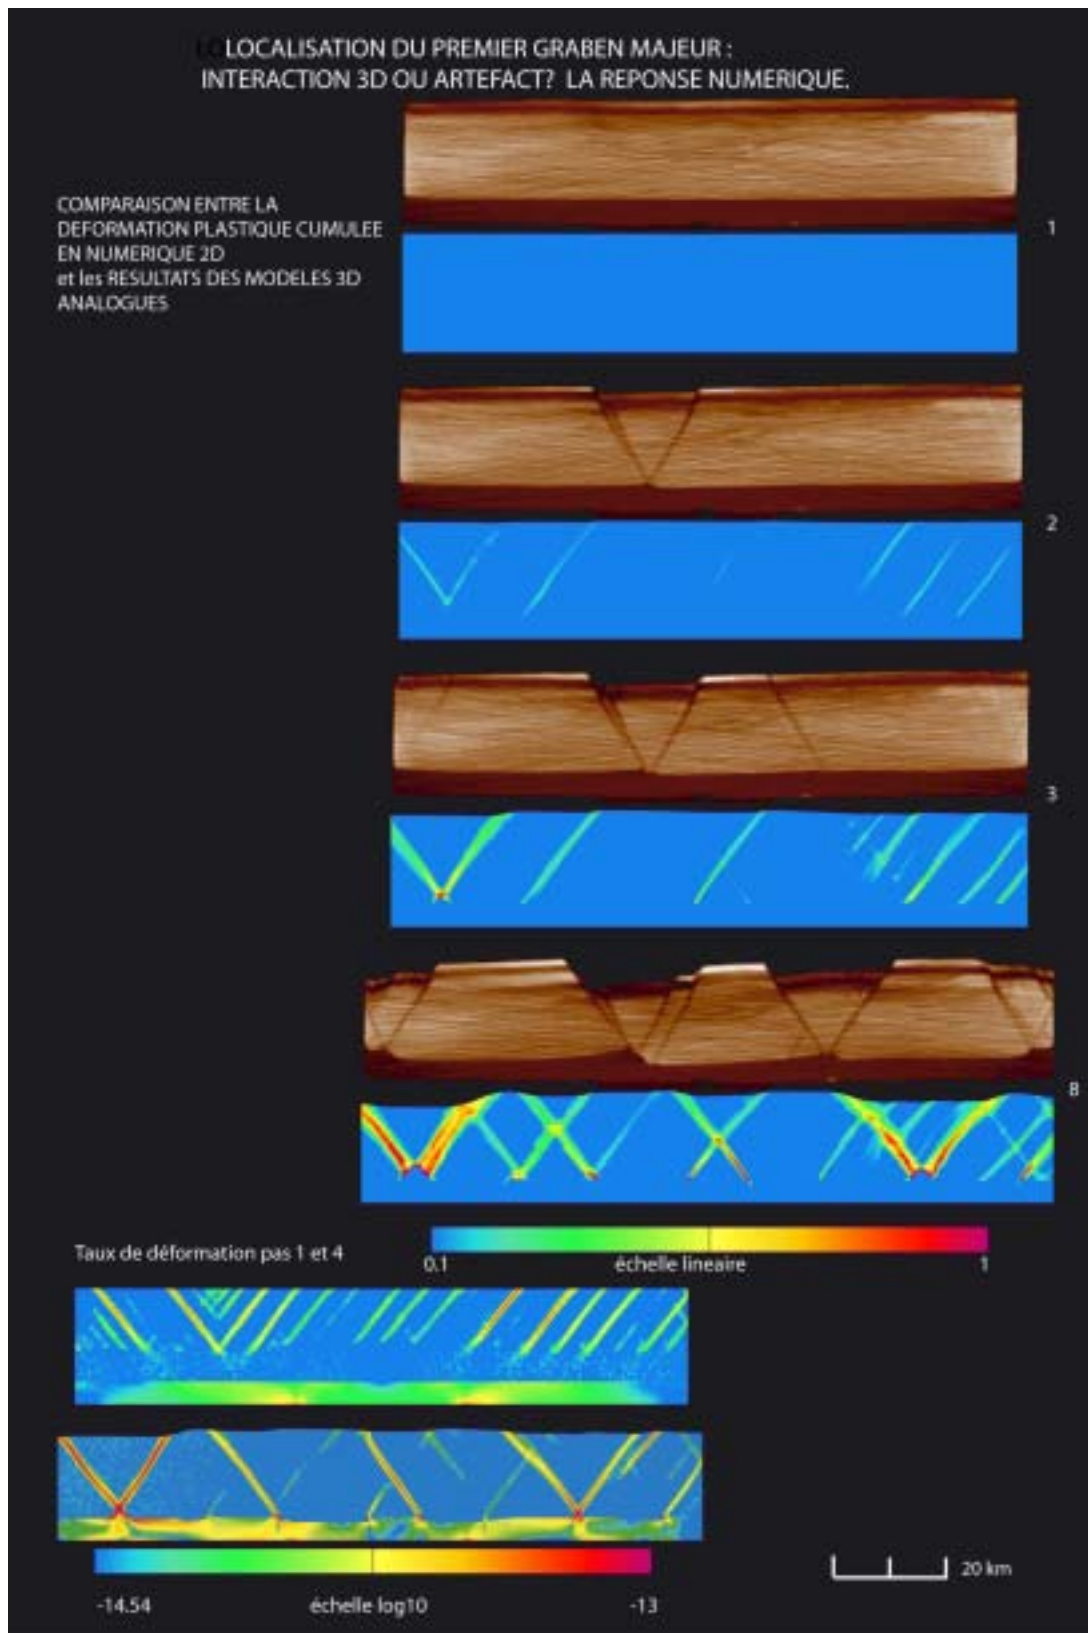 LOLOCALISATION DU PREMIER GRABEN MAJEUR :
INTERACTION 3D OU ARTEFACT? LA REPONSE NUMERIQUE.
COMPARAISON ENTRE LA
DEFORMATION PLASTIQUE CUMULEE
EN NUMERIQUE 2D
et les RESULTATS DES MODELES 3D
ANALOGUES
1
2
3
8
Taux de déformation pas 1 et 4
0.1 échelle lineaire 1
-14.54 échelle log10 -13
20 km